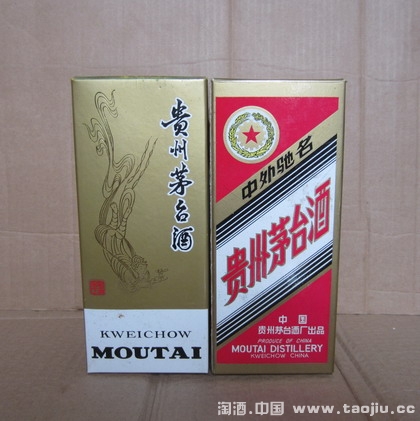 貴州茅台酒
KWEICHOW
MOUTAI
中外驰名
贵州茅台酒
中国
贵州茅台酒厂出品
PRODUCE OF CHINA
MOUTAI DISTILLERY
KWEICHOW CHINA
淘酒.中国 www.taojiu.cc